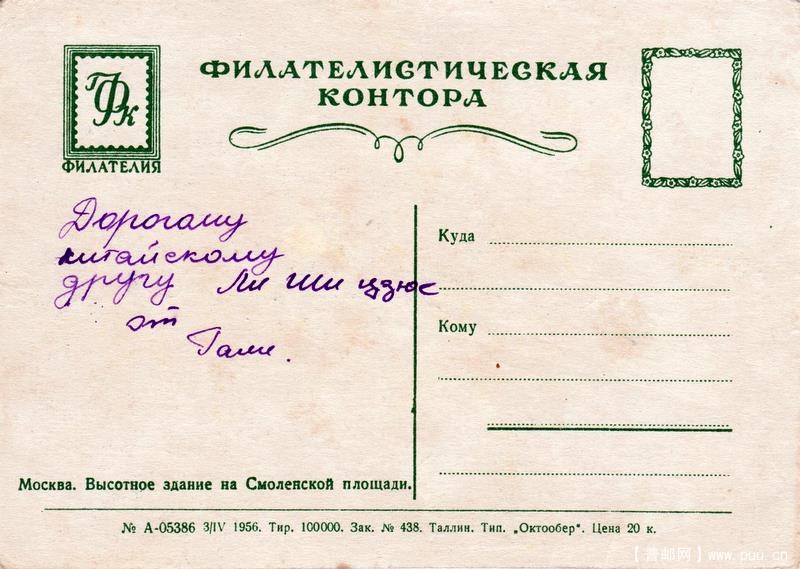 ГФК
ФИЛАТЕЛИЯ
ФИЛАТЕЛИСТИЧЕСКАЯ
КОНТОРА
Дорогому
китайскому
другу Ли Ши цзюе
от
Гали.
Куда
Кому
Москва. Высотное здание на Смоленской площади.
№ А-05386 3/IV 1956. Тир. 100000. Зак. № 438. Таллин. Тип. „Октообер“. Цена 20 к.
【普邮网】www.puu.cn